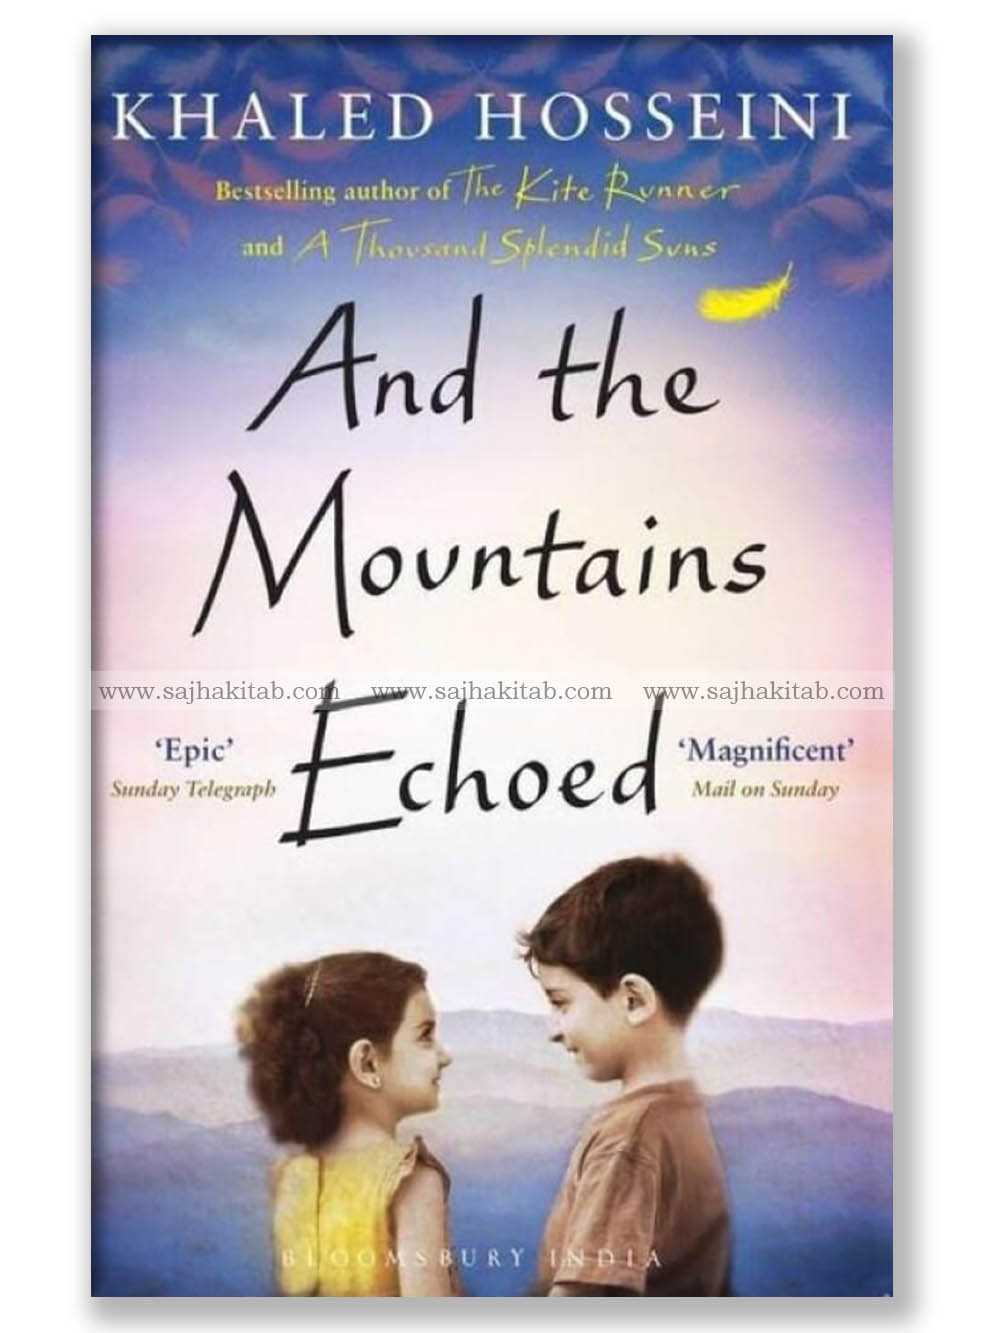 KHALED HOSSEINI
Bestselling author of The Kite Runner
and A Thousand Splendid Suns
And the
Mountains
www.sajhakitab.com www.sajhakitab.com www.sajhakitab.com
Echoed
‘Epic’
Sunday Telegraph
‘Magnificent’
Mail on Sunday
BLOOMSBURY INDIA